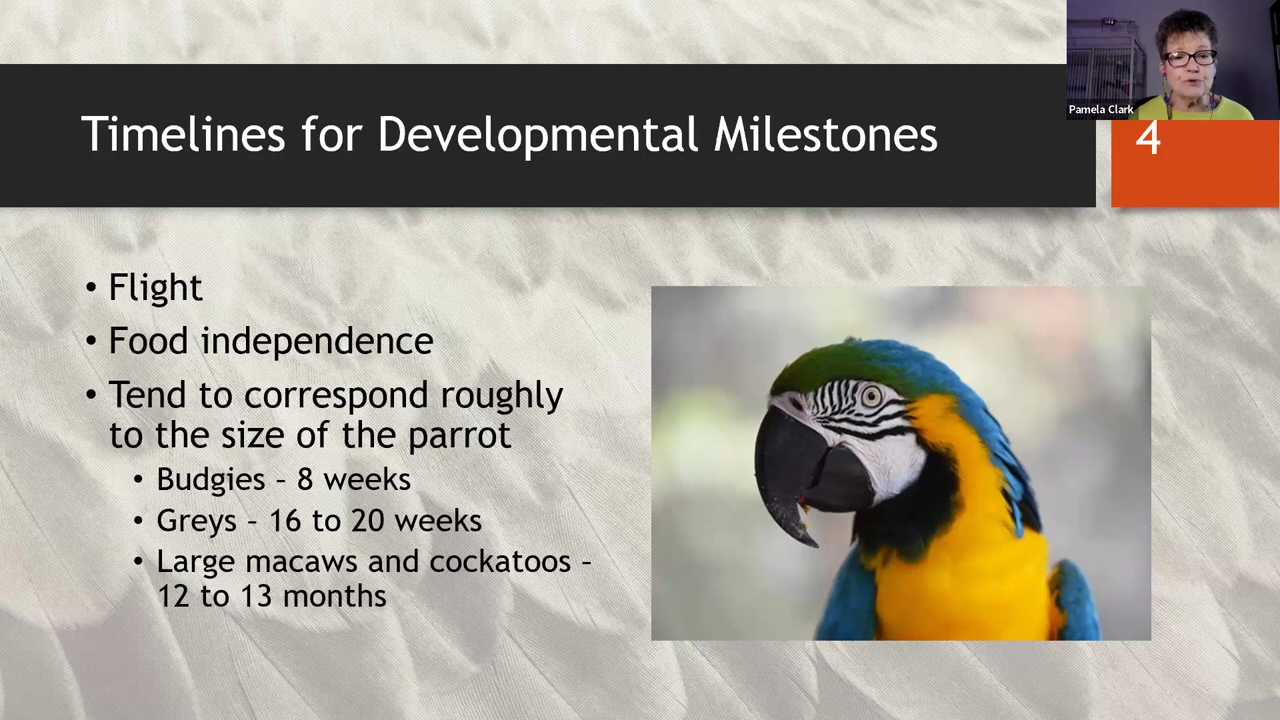 Pamela Clark
Timelines for Developmental Milestones
4
• Flight
• Food independence
• Tend to correspond roughly
to the size of the parrot
• Budgies – 8 weeks
• Greys – 16 to 20 weeks
• Large macaws and cockatoos –
12 to 13 months